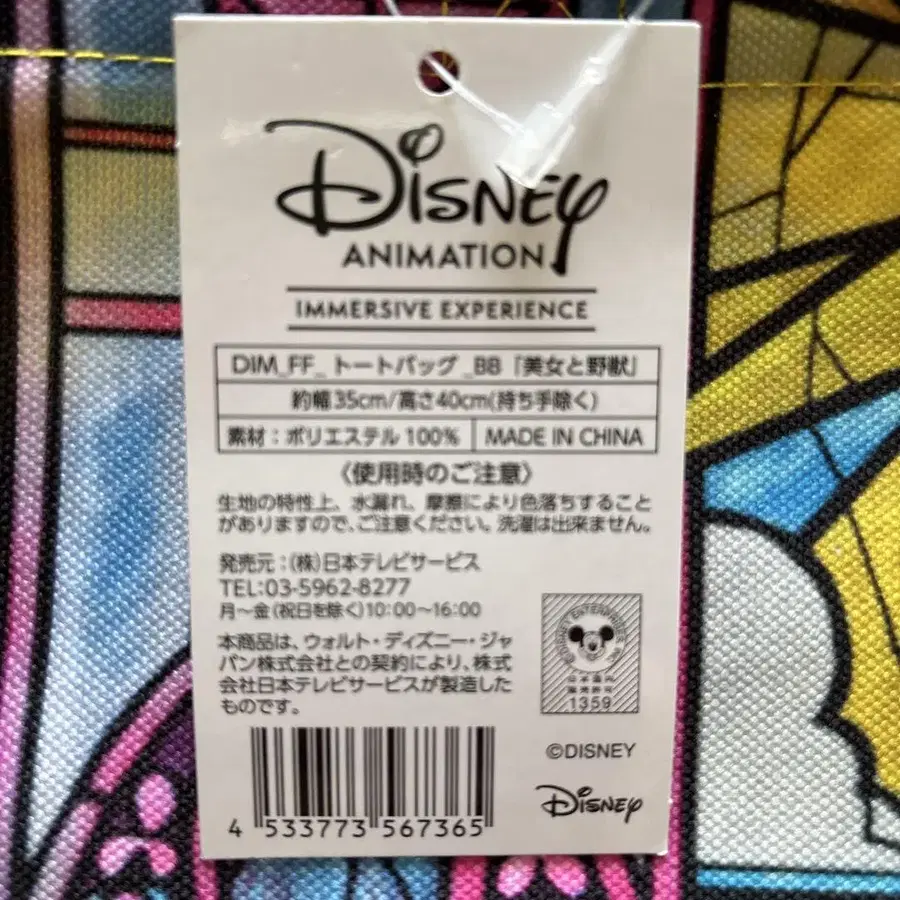 DISNEY
ANIMATION
IMMERSIVE EXPERIENCE
DIM_FF_トートバッグ_BB「美女と野獣」
約幅35cm/高さ40cm(持ち手除く)
素材：ポリエステル100% MADE IN CHINA
〈使用時のご注意〉
生地の特性上、水漏れ、摩擦により色落ちすること
がありますので、ご注意ください。洗濯は出来ません。
発売元：(株)日本テレビサービス
TEL:03-5962-8277
月～金(祝日を除く)10:00～16:00
本商品は、ウォルト・ディズニー・ジャ
パン株式会社との契約により、株式
会社日本テレビサービスが製造した
ものです。
日本国内
販売許可
1359
©DISNEY
DISNEY
4 533773 567365